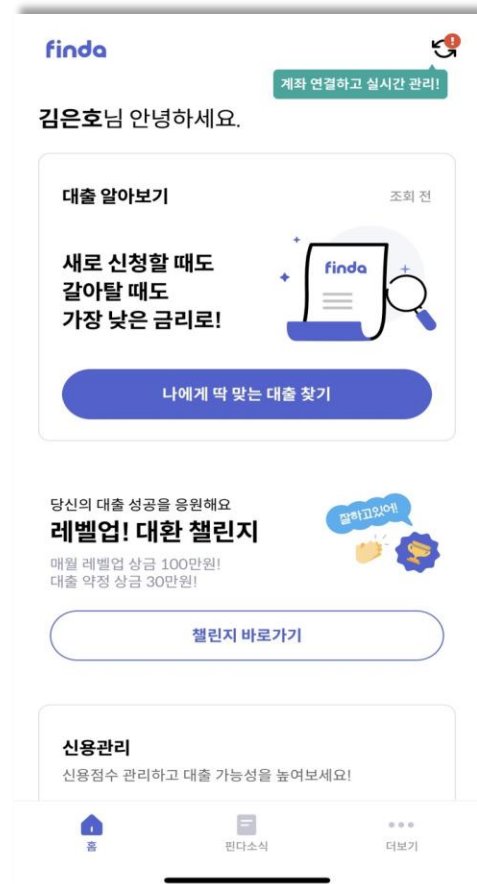 finda
!
계좌 연결하고 실시간 관리!
김은호님 안녕하세요.
대출 알아보기
조회 전
새로 신청할 때도
갈아탈 때도
가장 낮은 금리로!
finda
나에게 딱 맞는 대출 찾기
당신의 대출 성공을 응원해요
레벨업! 대환 챌린지
잘하고있어!
매월 레벨업 상금 100만원!
대출 약정 상금 30만원!
챌린지 바로가기
신용관리
신용점수 관리하고 대출 가능성을 높여보세요!
홈
핀다소식
더보기